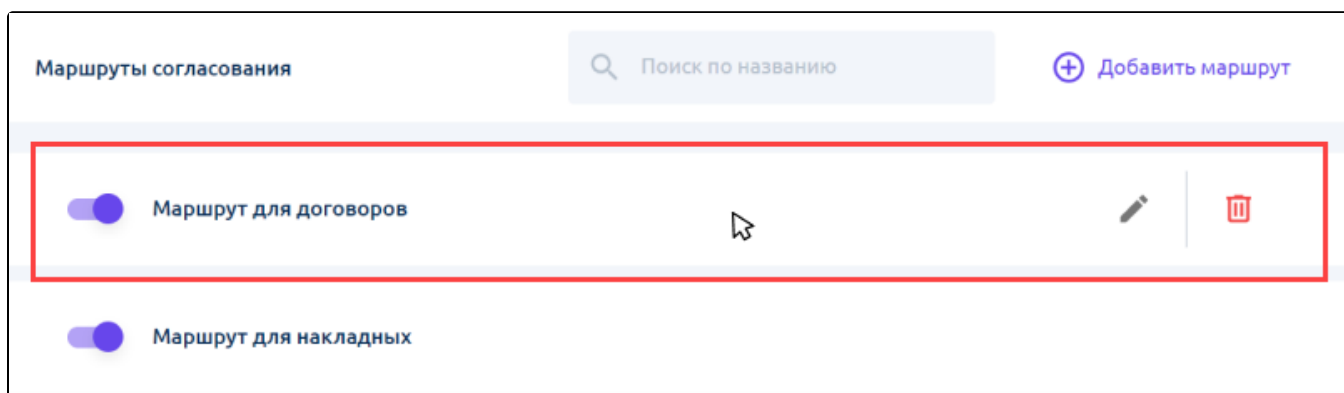 Маршруты согласования
Поиск по названию
Добавить маршрут
Маршрут для договоров
Маршрут для накладных